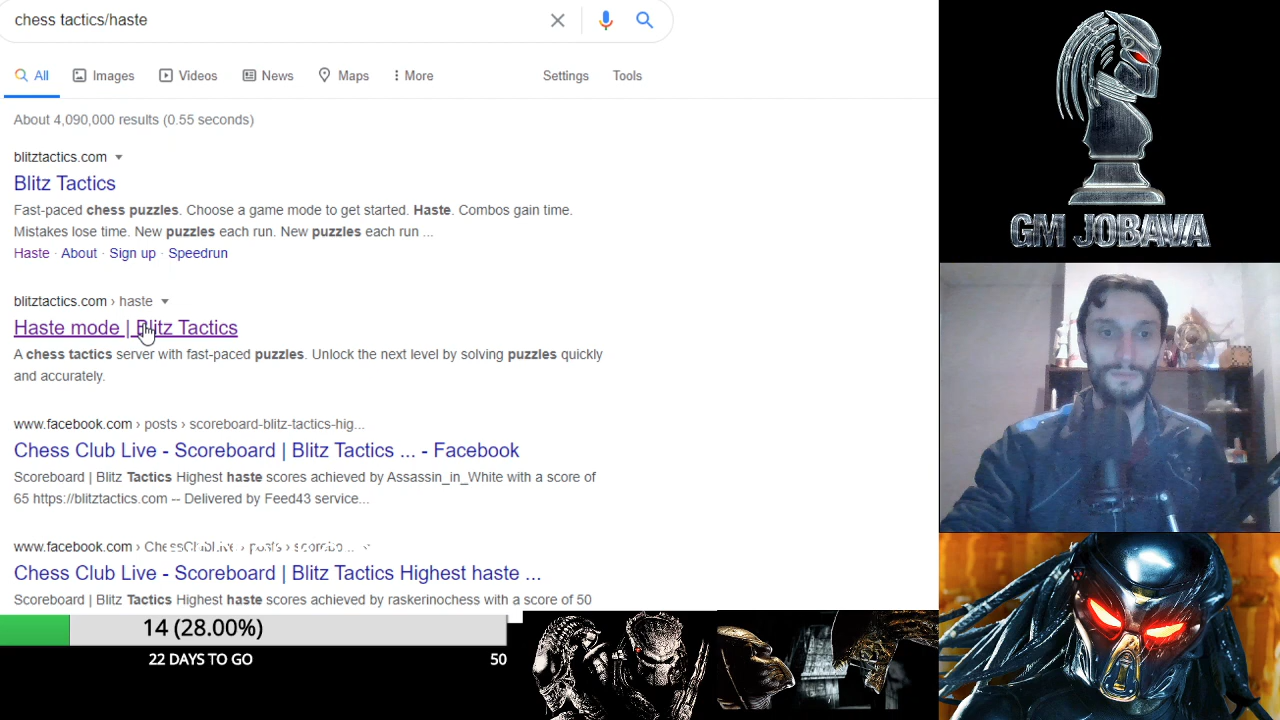 chess tactics/haste
All Images Videos News Maps More Settings Tools
About 4,090,000 results (0.55 seconds)
blitztactics.com
Blitz Tactics
Fast-paced chess puzzles. Choose a game mode to get started. Haste. Combos gain time.
Mistakes lose time. New puzzles each run. New puzzles each run ...
Haste · About · Sign up · Speedrun
blitztactics.com › haste
Haste mode | Blitz Tactics
A chess tactics server with fast-paced puzzles. Unlock the next level by solving puzzles quickly
and accurately.
www.facebook.com › posts › scoreboard-blitz-tactics-hig...
Chess Club Live - Scoreboard | Blitz Tactics ... - Facebook
Scoreboard | Blitz Tactics Highest haste scores achieved by Assassin_in_White with a score of
65 https://blitztactics.com -- Delivered by Feed43 service...
www.facebook.com › ChessClubLive › posts › scorebo...
Chess Club Live - Scoreboard | Blitz Tactics Highest haste ...
Scoreboard | Blitz Tactics Highest haste scores achieved by raskerinochess with a score of 50
14 (28.00%)
22 DAYS TO GO 50
GM JOBAVA